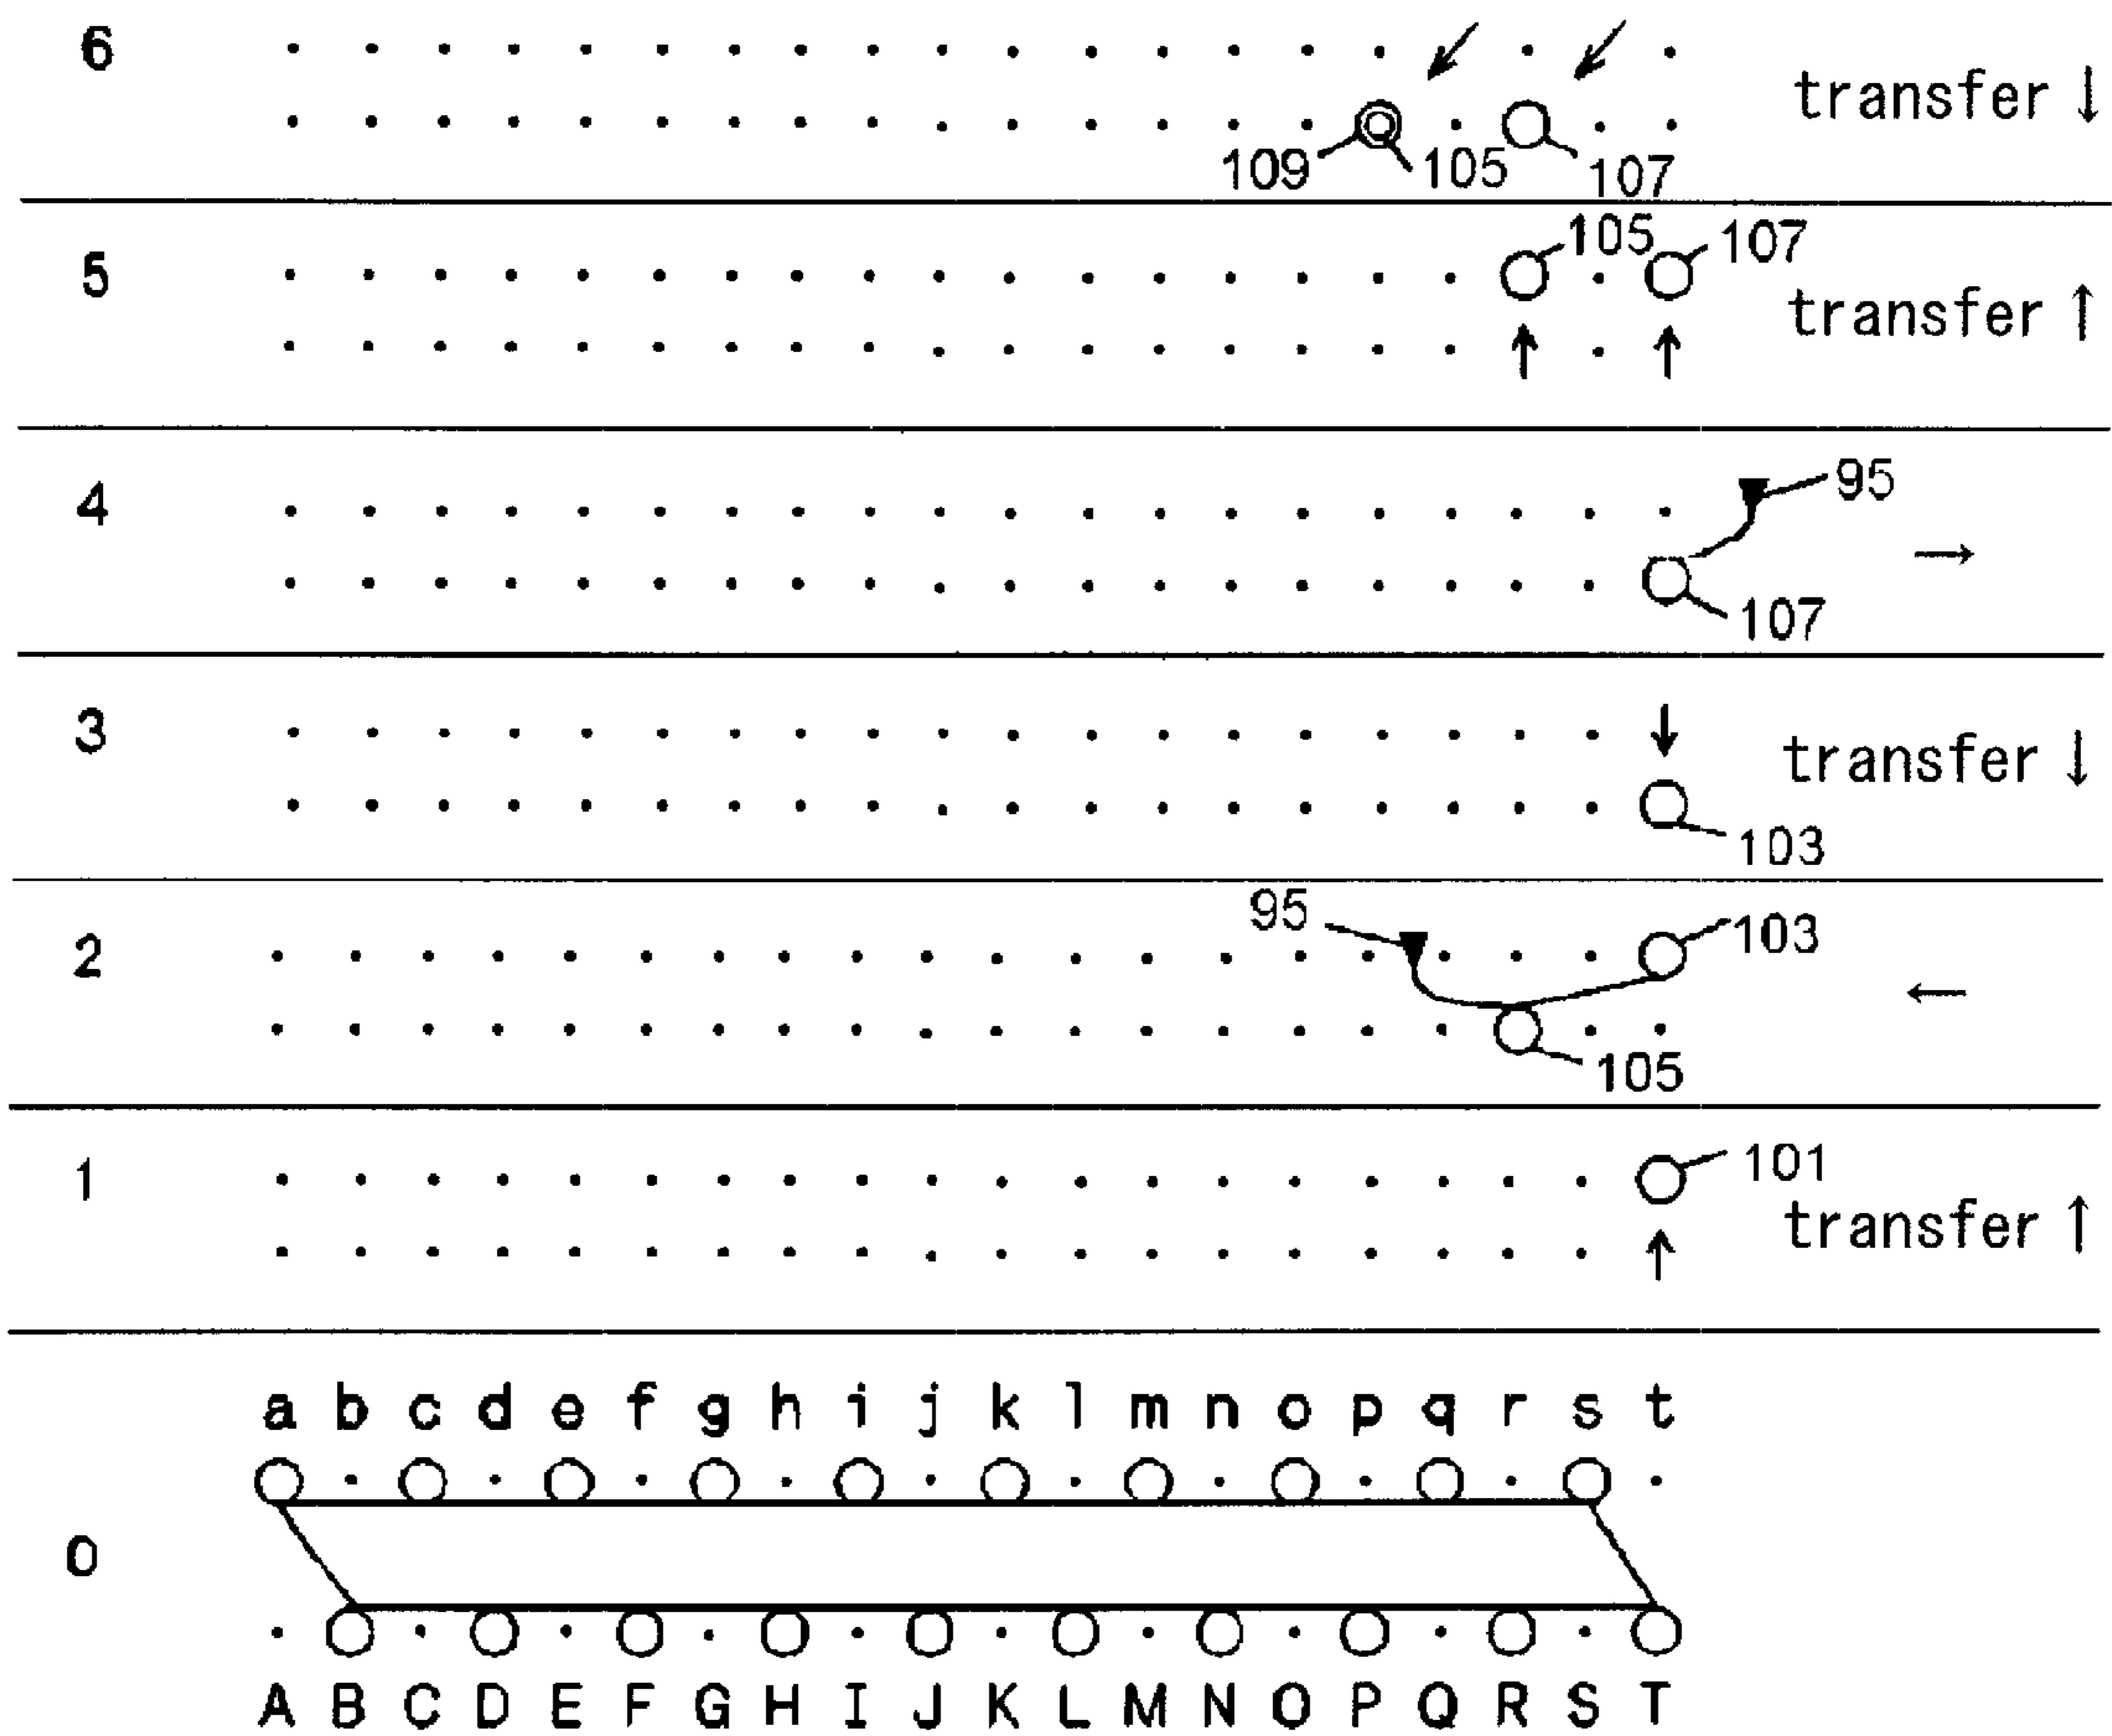 6
transfer ↓
109 105 107
105 107
5
transfer ↑
4
95
→
107
3
transfer ↓
103
95
103
2
←
105
1
101
transfer ↑
a b c d e f g h i j k l m n o p q r s t
0
A B C D E F G H I J K L M N O P Q R S T